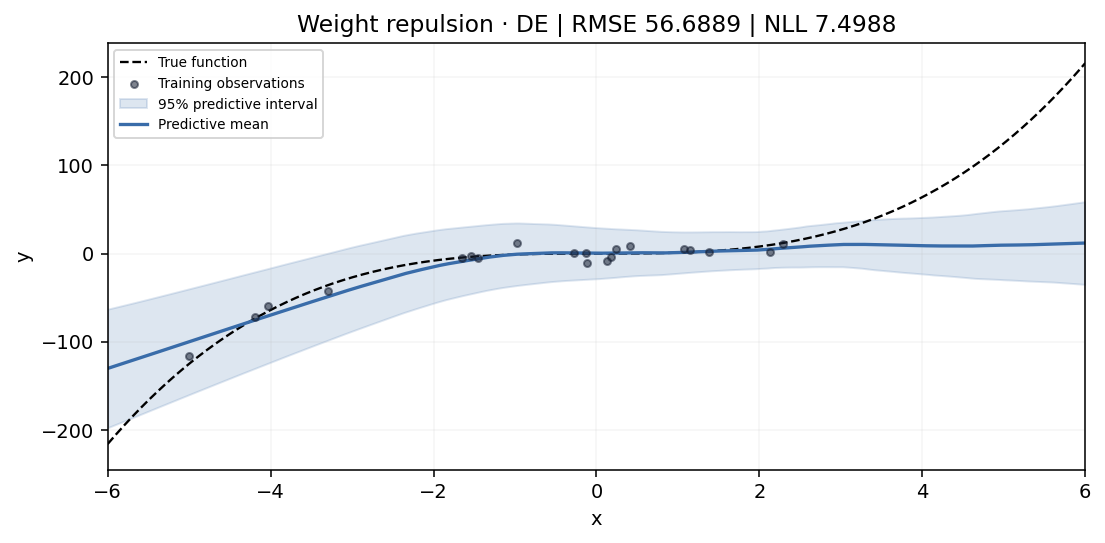 Weight repulsion · DE | RMSE 56.6889 | NLL 7.4988
True function
Training observations
95% predictive interval
Predictive mean
200
100
0
−100
−200
y
−6 −4 −2 0 2 4 6
x